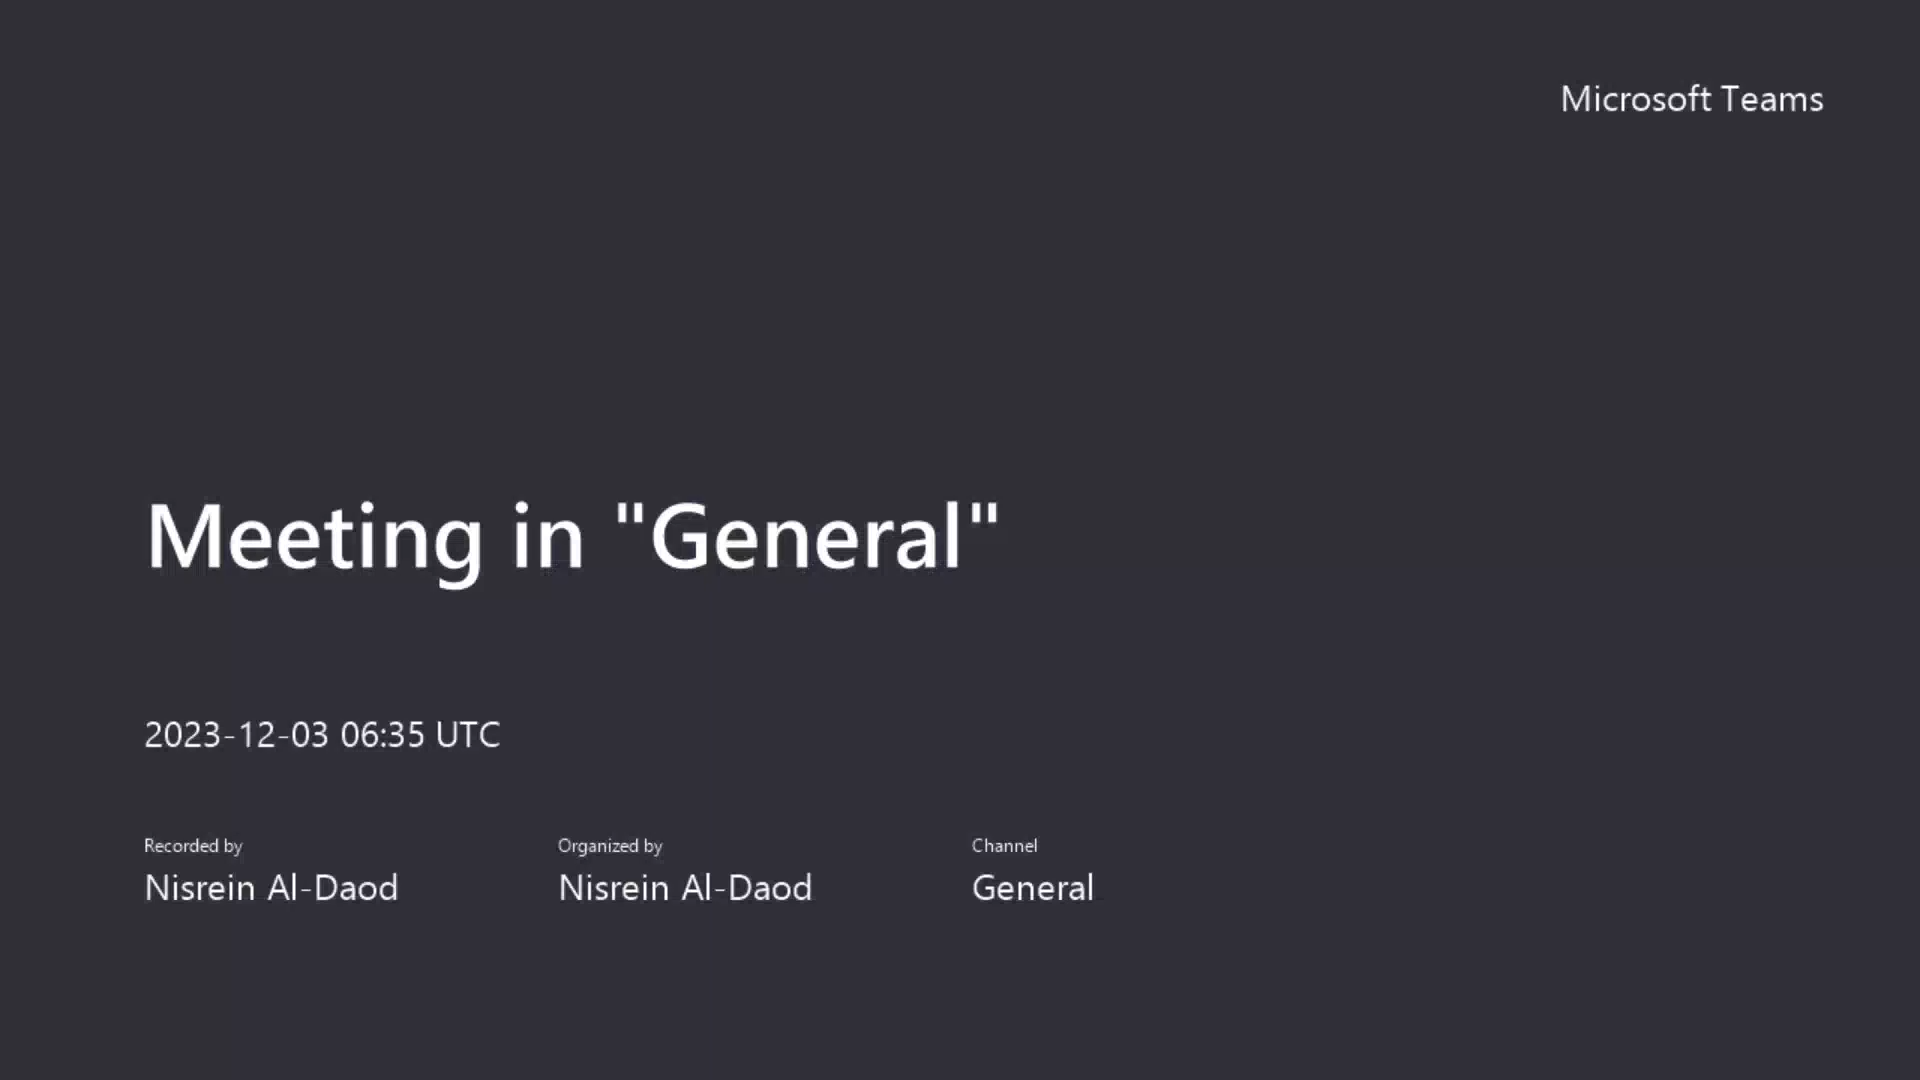 Microsoft Teams
Meeting in "General"
2023-12-03 06:35 UTC
Recorded by
Nisrein Al-Daod
Organized by
Nisrein Al-Daod
Channel
General